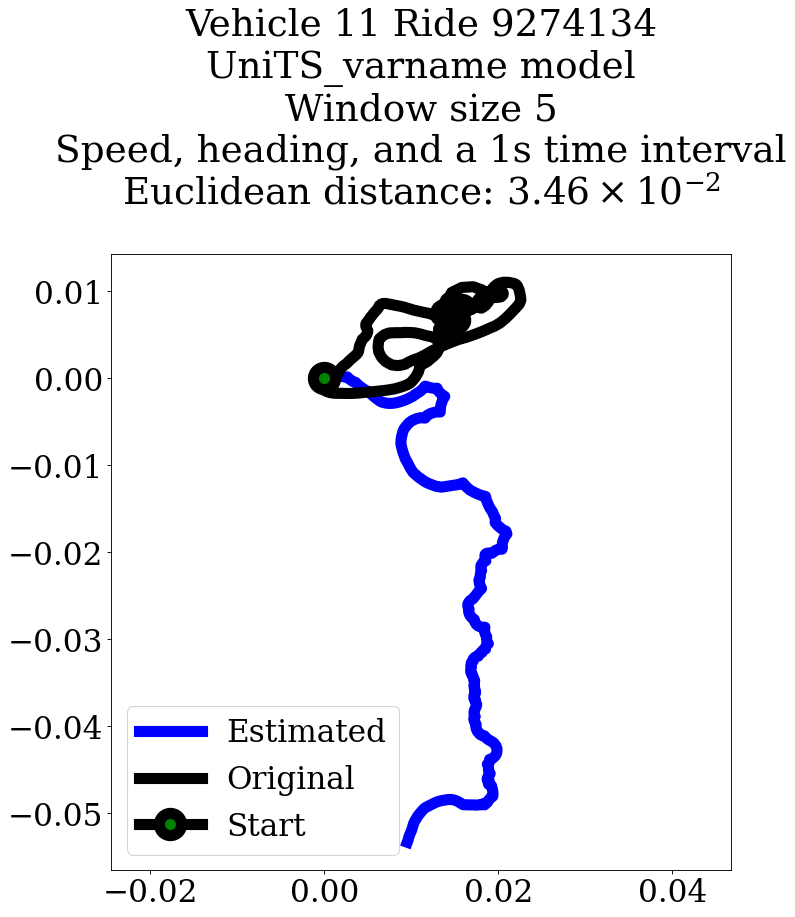 Vehicle 11 Ride 9274134
UniTS_varname model
Window size 5
Speed, heading, and a 1s time interval
Euclidean distance: 3.46 × 10⁻²
0.01
0.00
−0.01
−0.02
−0.03
−0.04
−0.05
Estimated
Original
Start
−0.02 0.00 0.02 0.04